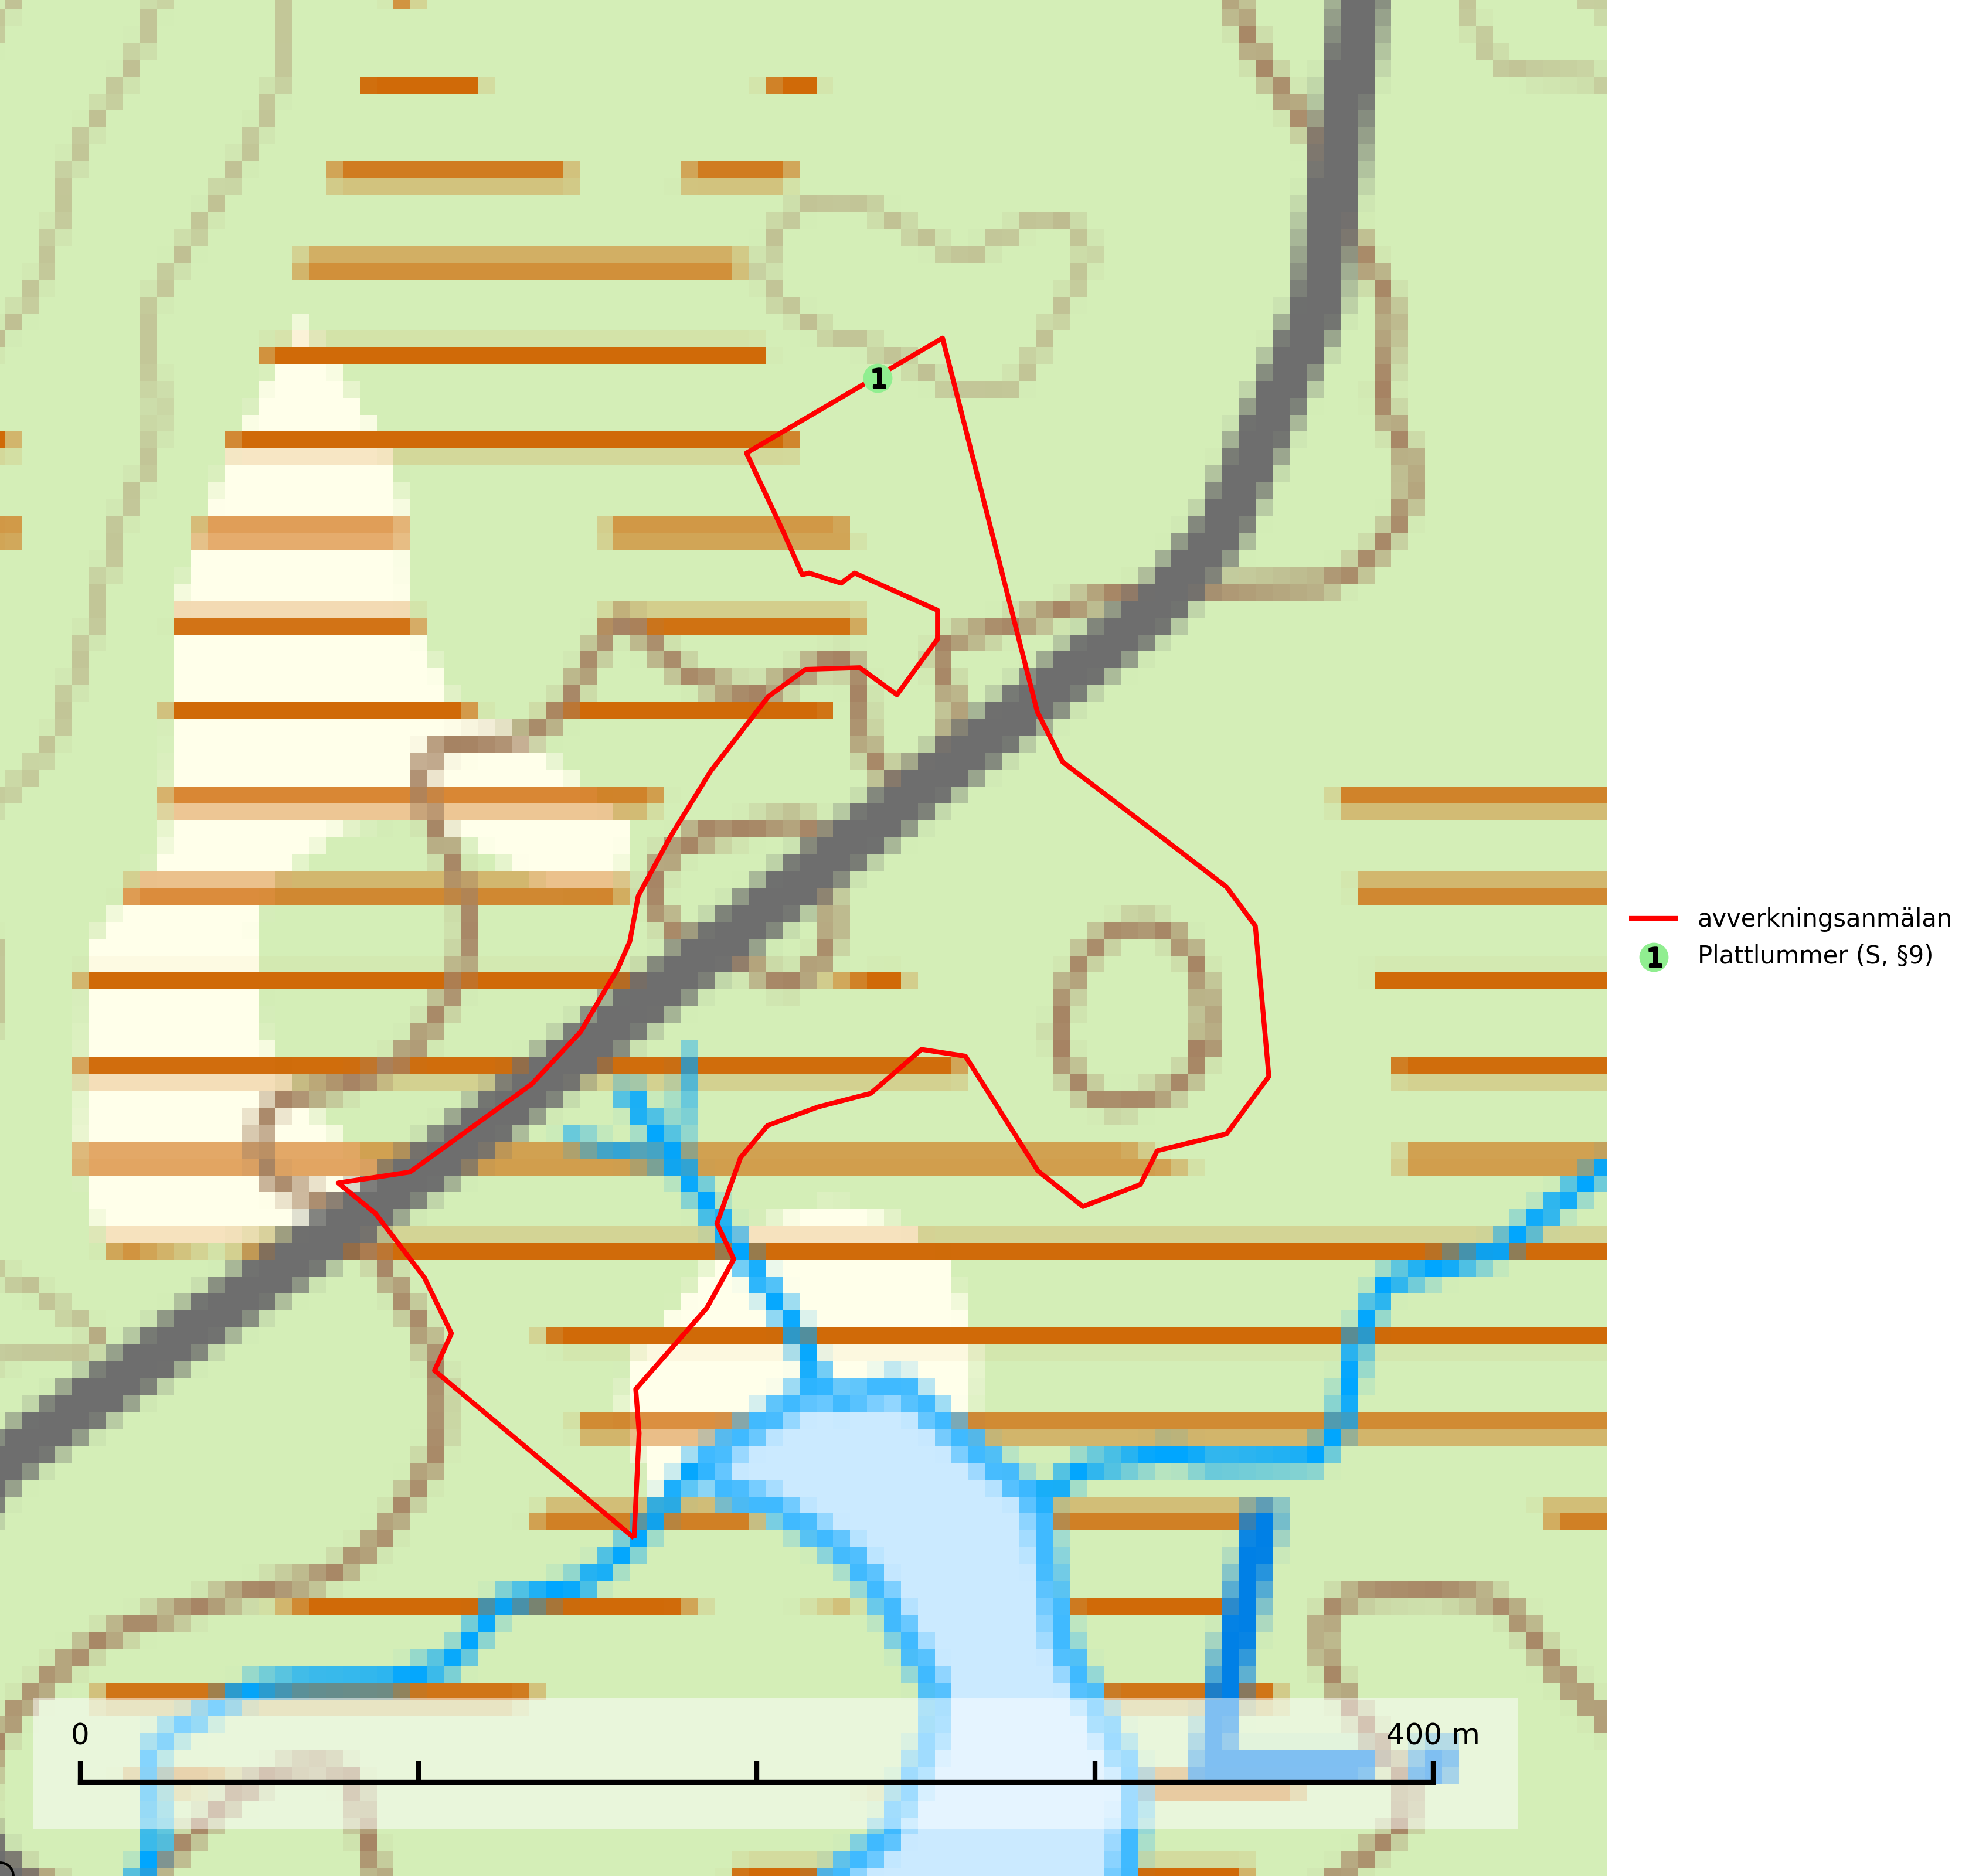 1
0
400 m
avverkningsanmälan
1 Plattlummer (S, §9)